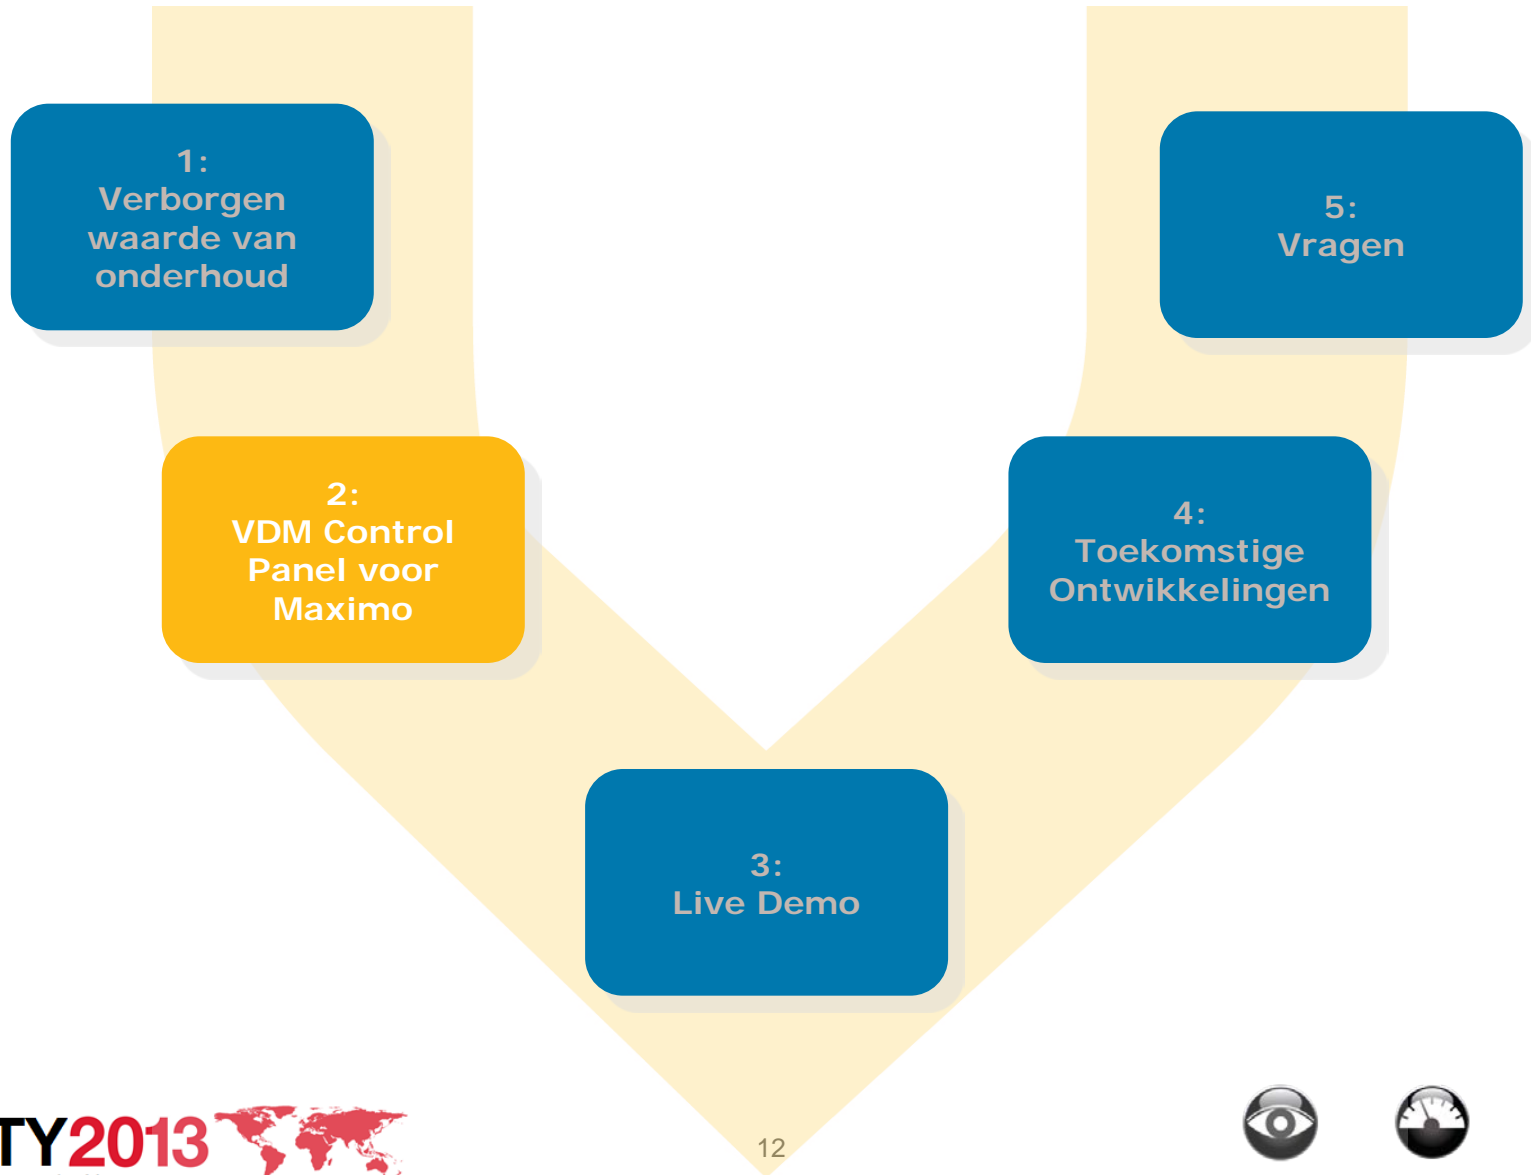 1:
Verborgen
waarde van
onderhoud
2:
VDM Control
Panel voor
Maximo
3:
Live Demo
4:
Toekomstige
Ontwikkelingen
5:
Vragen
TY2013
12